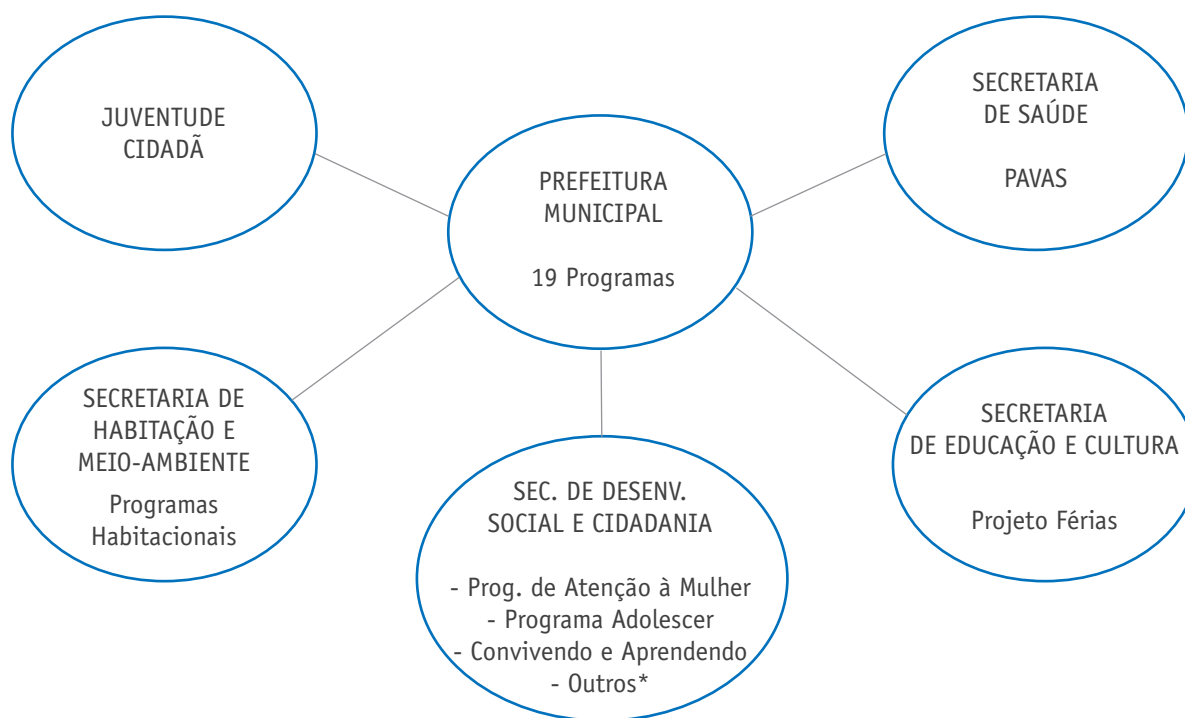 JUVENTUDE
CIDADÃ
PREFEITURA
MUNICIPAL
19 Programas
SECRETARIA
DE SAÚDE
PAVAS
SECRETARIA DE
HABITAÇÃO E
MEIO-AMBIENTE
Programas
Habitacionais
SEC. DE DESENV.
SOCIAL E CIDADANIA
- Prog. de Atenção à Mulher
- Programa Adolescer
- Convivendo e Aprendendo
- Outros*
SECRETARIA
DE EDUCAÇÃO E CULTURA
Projeto Férias